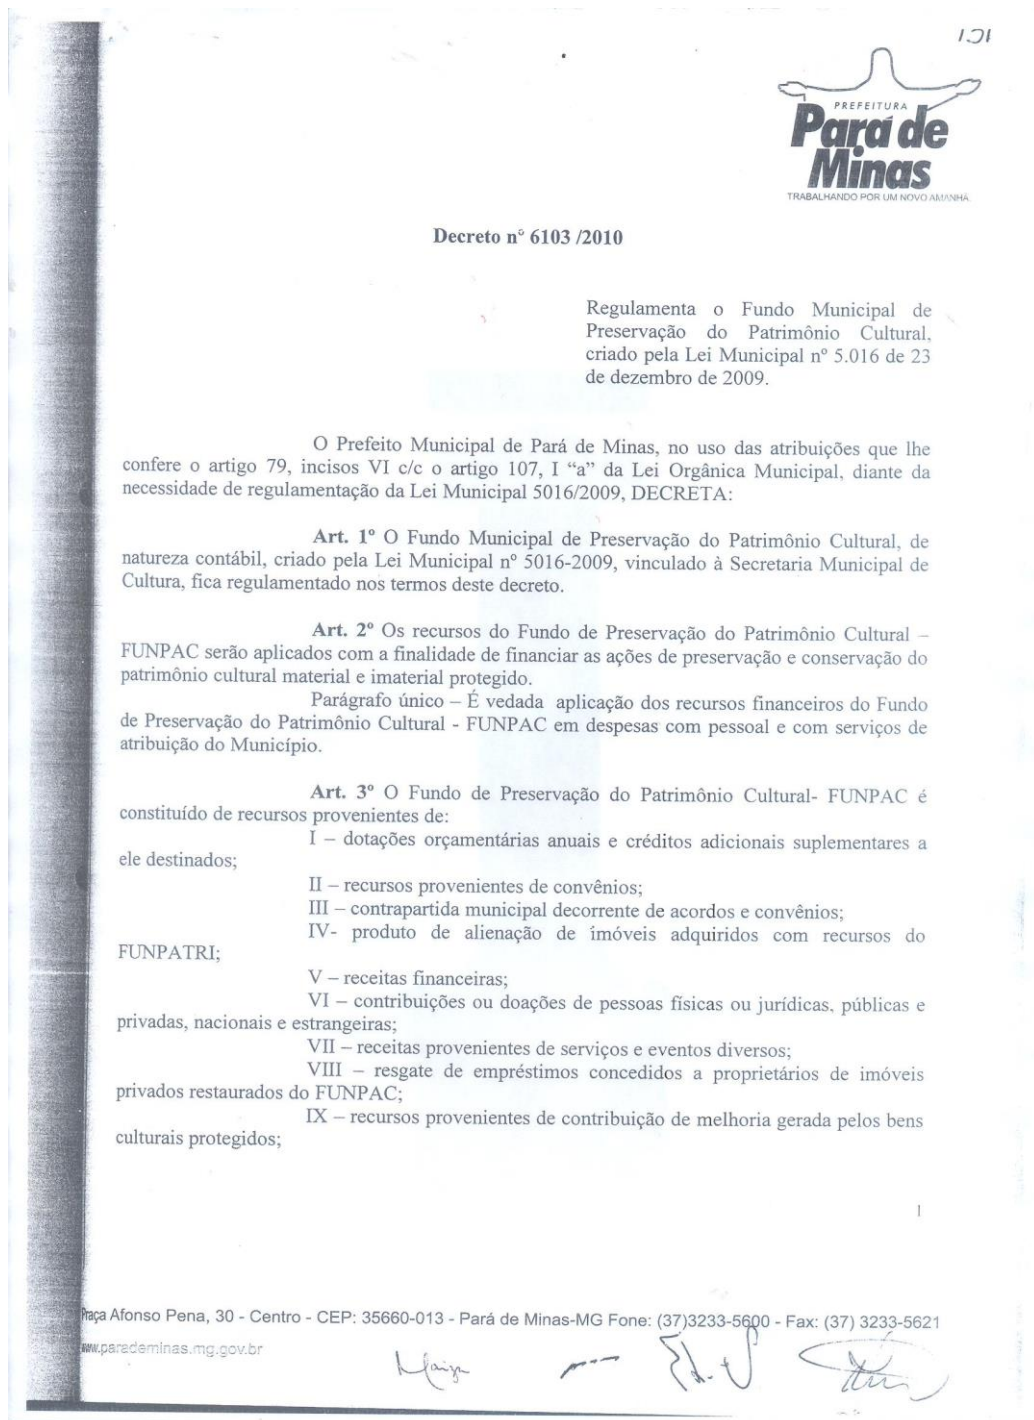 PREFEITURA
Pará de
Minas
TRABALHANDO POR UM NOVO AMANHÃ
Decreto nº 6103 /2010
Regulamenta o Fundo Municipal de
Preservação do Patrimônio Cultural,
criado pela Lei Municipal nº 5.016 de 23
de dezembro de 2009.
O Prefeito Municipal de Pará de Minas, no uso das atribuições que lhe
confere o artigo 79, incisos VI c/c o artigo 107, I “a” da Lei Orgânica Municipal, diante da
necessidade de regulamentação da Lei Municipal 5016/2009, DECRETA:
Art. 1º O Fundo Municipal de Preservação do Patrimônio Cultural, de
natureza contábil, criado pela Lei Municipal nº 5016-2009, vinculado à Secretaria Municipal de
Cultura, fica regulamentado nos termos deste decreto.
Art. 2º Os recursos do Fundo de Preservação do Patrimônio Cultural –
FUNPAC serão aplicados com a finalidade de financiar as ações de preservação e conservação do
patrimônio cultural material e imaterial protegido.
Parágrafo único – É vedada aplicação dos recursos financeiros do Fundo
de Preservação do Patrimônio Cultural - FUNPAC em despesas com pessoal e com serviços de
atribuição do Município.
Art. 3º O Fundo de Preservação do Patrimônio Cultural- FUNPAC é
constituído de recursos provenientes de:
I – dotações orçamentárias anuais e créditos adicionais suplementares a
ele destinados;
II – recursos provenientes de convênios;
III – contrapartida municipal decorrente de acordos e convênios;
IV- produto de alienação de imóveis adquiridos com recursos do
FUNPATRI;
V – receitas financeiras;
VI – contribuições ou doações de pessoas físicas ou jurídicas, públicas e
privadas, nacionais e estrangeiras;
VII – receitas provenientes de serviços e eventos diversos;
VIII – resgate de empréstimos concedidos a proprietários de imóveis
privados restaurados do FUNPAC;
IX – recursos provenientes de contribuição de melhoria gerada pelos bens
culturais protegidos;
1
Praça Afonso Pena, 30 - Centro - CEP: 35660-013 - Pará de Minas-MG Fone: (37)3233-5600 - Fax: (37) 3233-5621
www.parademinas.mg.gov.br